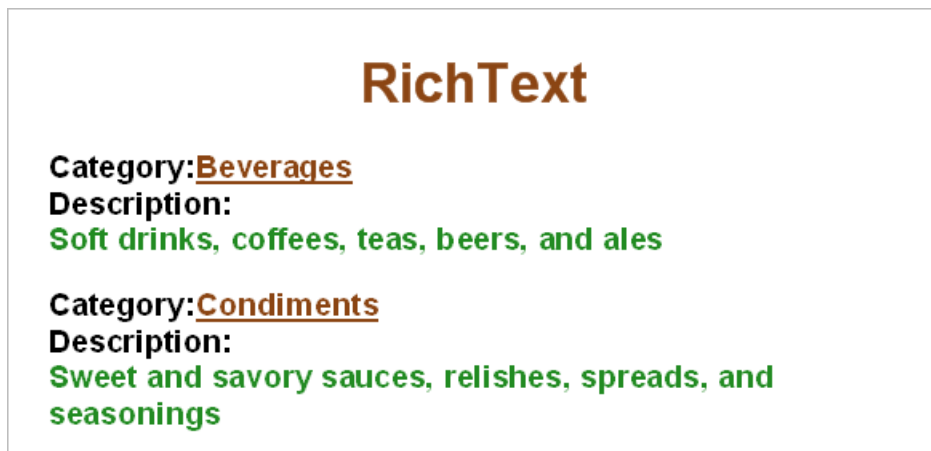 RichText
Category:Beverages
Description:
Soft drinks, coffees, teas, beers, and ales
Category:Condiments
Description:
Sweet and savory sauces, relishes, spreads, and
seasonings